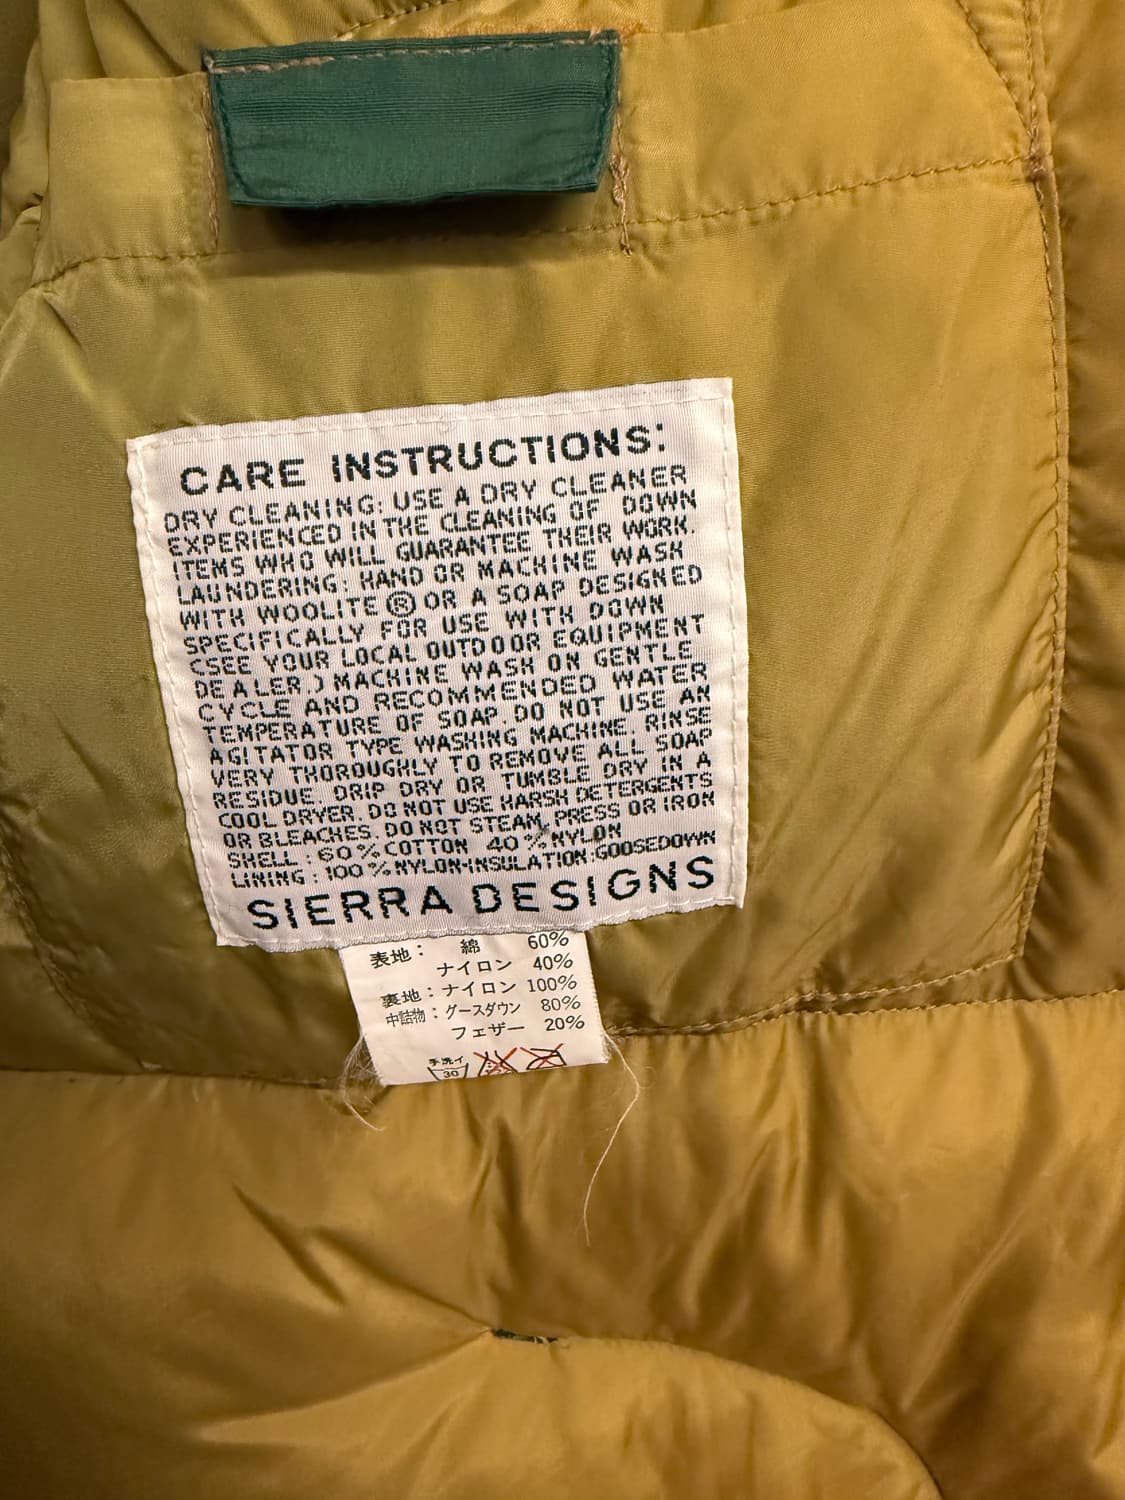 CARE INSTRUCTIONS:
DRY CLEANING: USE A DRY CLEANER
EXPERIENCED IN THE CLEANING OF DOWN
ITEMS WHO WILL GUARANTEE THEIR WORK.
LAUNDERING: HAND OR MACHINE WASH
WITH WOOLITE ® OR A SOAP DESIGNED
SPECIFICALLY FOR USE WITH DOWN
(SEE YOUR LOCAL OUTDOOR EQUIPMENT
DEALER.) MACHINE WASH ON GENTLE
CYCLE AND RECOMMENDED WATER
TEMPERATURE OF SOAP. DO NOT USE AN
AGITATOR TYPE WASHING MACHINE. RINSE
VERY THOROUGHLY TO REMOVE ALL SOAP
RESIDUE. DRIP DRY OR TUMBLE DRY IN A
COOL DRYER. DO NOT USE HARSH DETERGENTS
OR BLEACHES. DO NOT STEAM, PRESS OR IRON
SHELL : 60% COTTON 40% NYLON
LINING : 100% NYLON·INSULATION:GOOSEDOWN
SIERRA DESIGNS
表地: 綿 60%
ナイロン 40%
裏地:ナイロン 100%
中詰物:グースダウン 80%
フェザー 20%
手洗イ
30